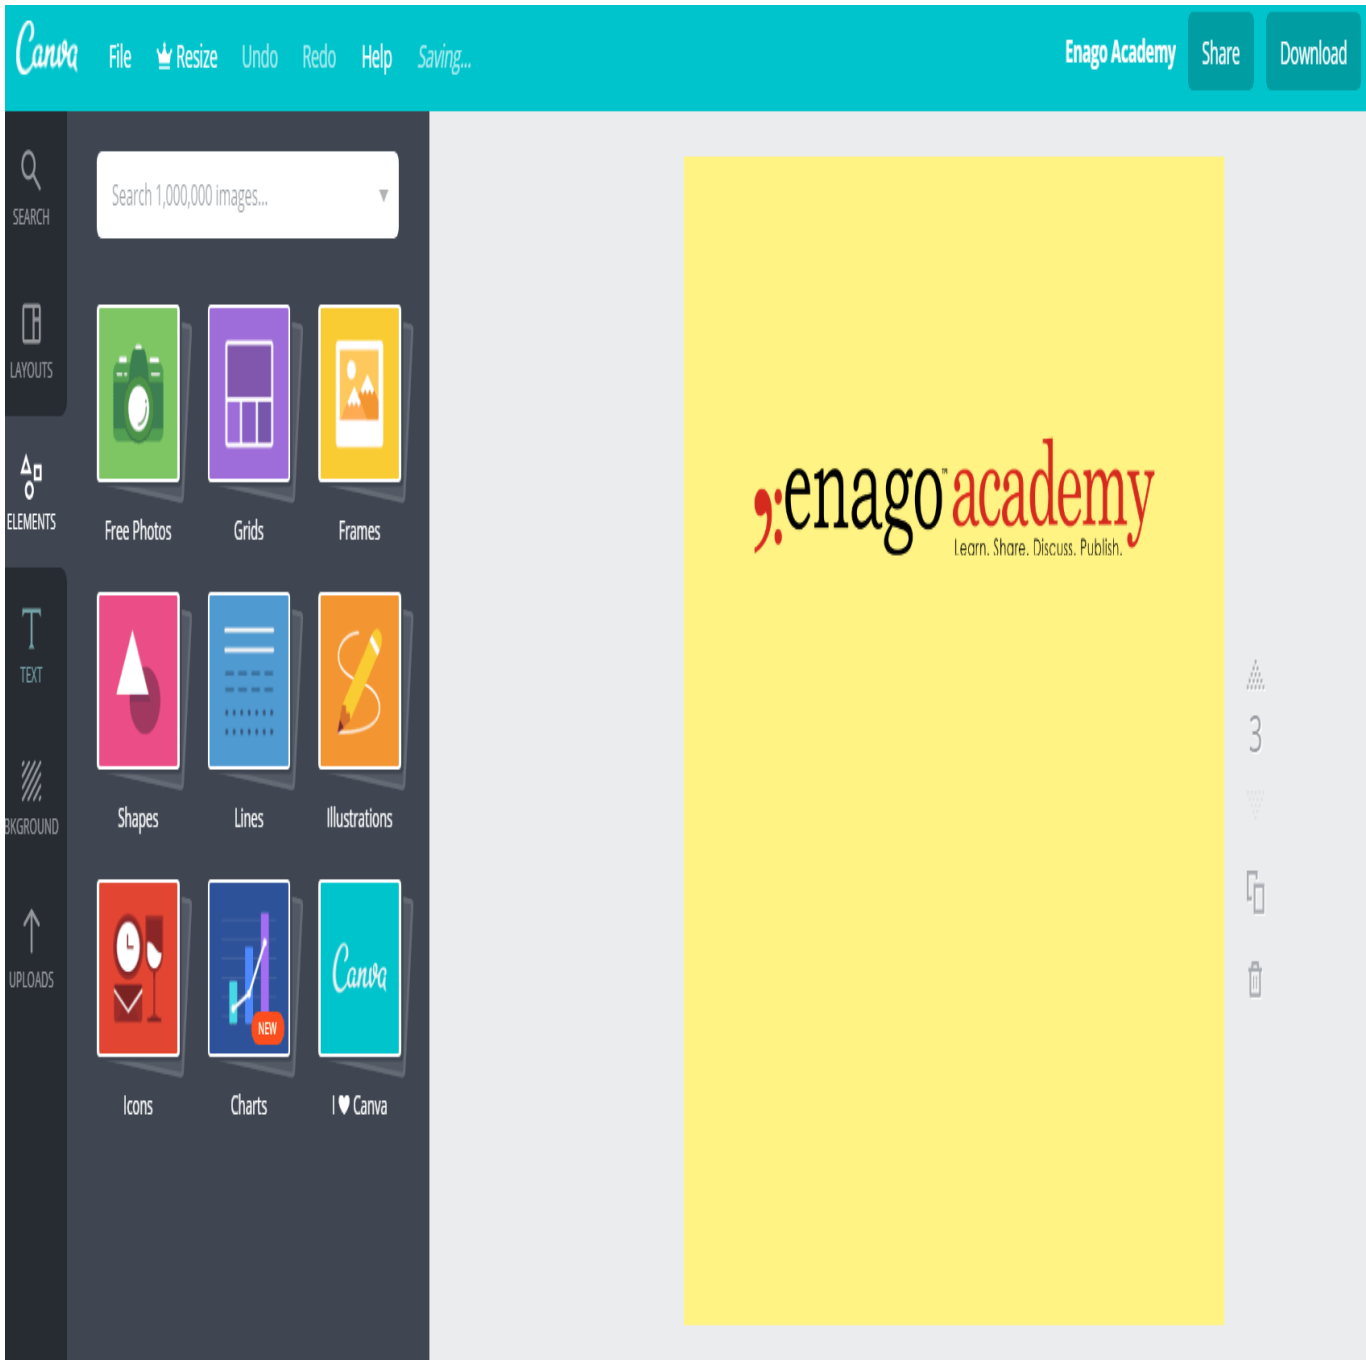 Canva File Resize Undo Redo Help Saving... Enago Academy Share Download
SEARCH
LAYOUTS
ELEMENTS
TEXT
BKGROUND
UPLOADS
Search 1,000,000 images...
Free Photos Grids Frames
Shapes Lines Illustrations
Canva
NEW
Icons Charts I ♥ Canva
enago™ academy
Learn. Share. Discuss. Publish.
3